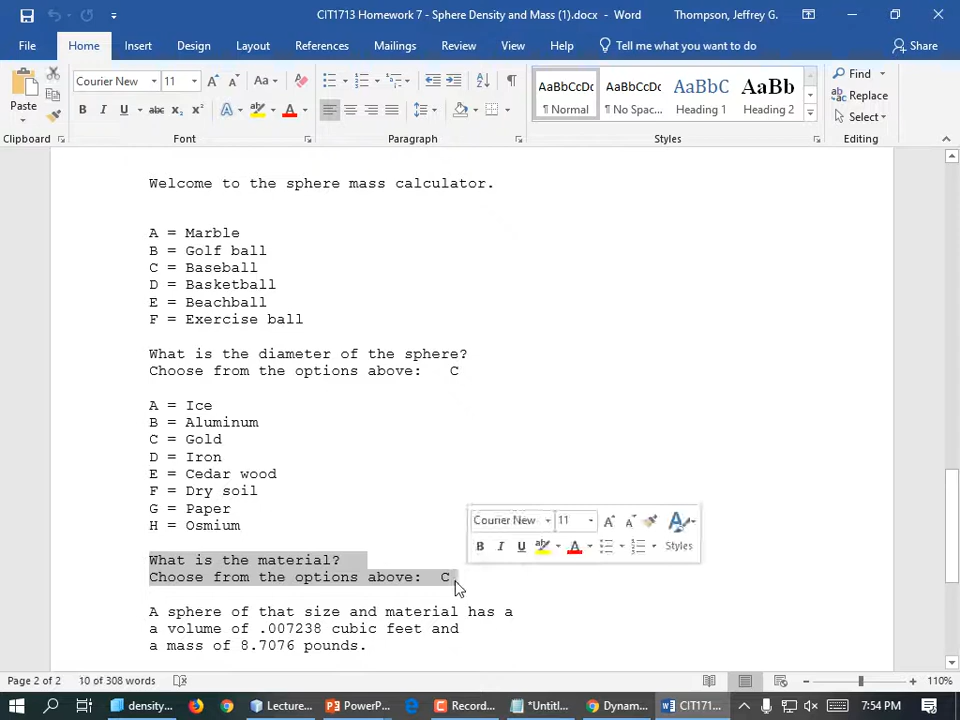 CIT1713 Homework 7 - Sphere Density and Mass (1).docx - Word
Thompson, Jeffrey G.
File Home Insert Design Layout References Mailings Review View Help Tell me what you want to do Share
Paste
Courier New 11
AaBbCcDc AaBbCcDc AaBbC AaBb
¶ Normal ¶ No Spac... Heading 1 Heading 2
Find
Replace
Select
Clipboard Font Paragraph Styles Editing
Welcome to the sphere mass calculator.
A = Marble
B = Golf ball
C = Baseball
D = Basketball
E = Beachball
F = Exercise ball
What is the diameter of the sphere?
Choose from the options above: C
A = Ice
B = Aluminum
C = Gold
D = Iron
E = Cedar wood
F = Dry soil
G = Paper
H = Osmium
Courier New 11
Styles
What is the material?
Choose from the options above: C
A sphere of that size and material has a
a volume of .007238 cubic feet and
a mass of 8.7076 pounds.
Page 2 of 2 10 of 308 words 110%
density... Lecture... PowerP... Record... *Untitl... Dynam... CIT171... 7:54 PM